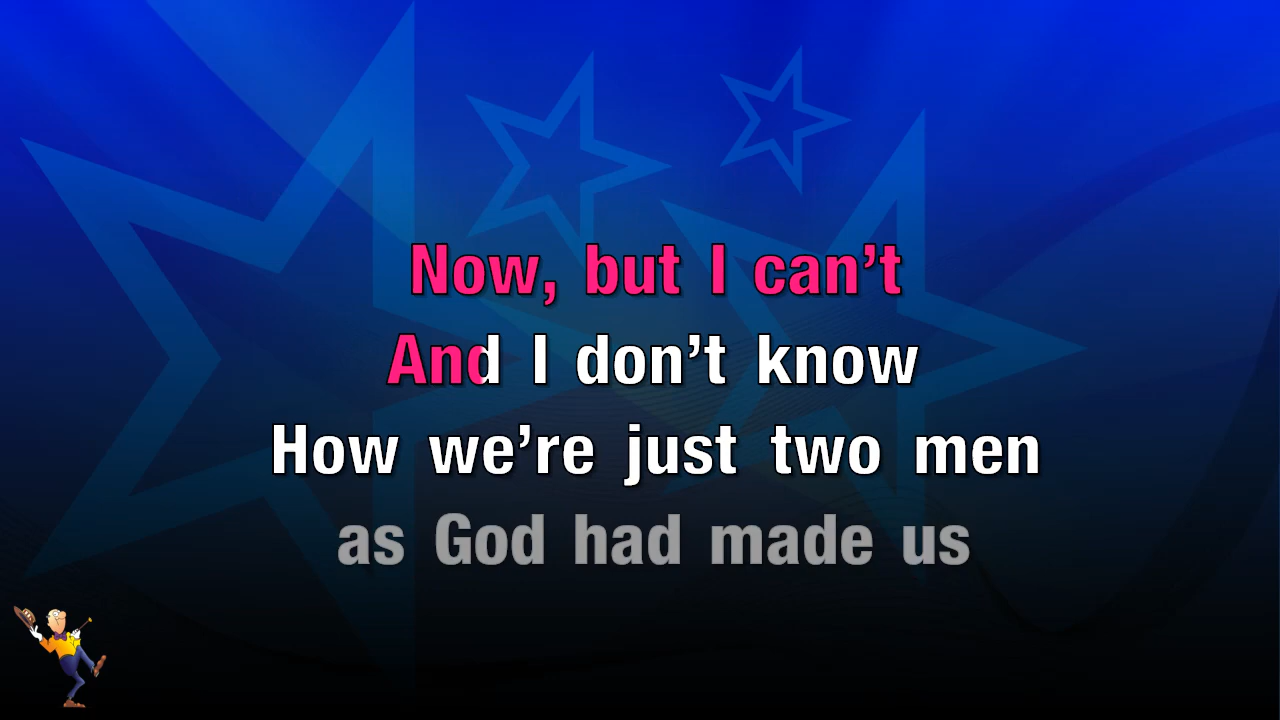 Now, but I can’t
And I don’t know
How we’re just two men
as God had made us